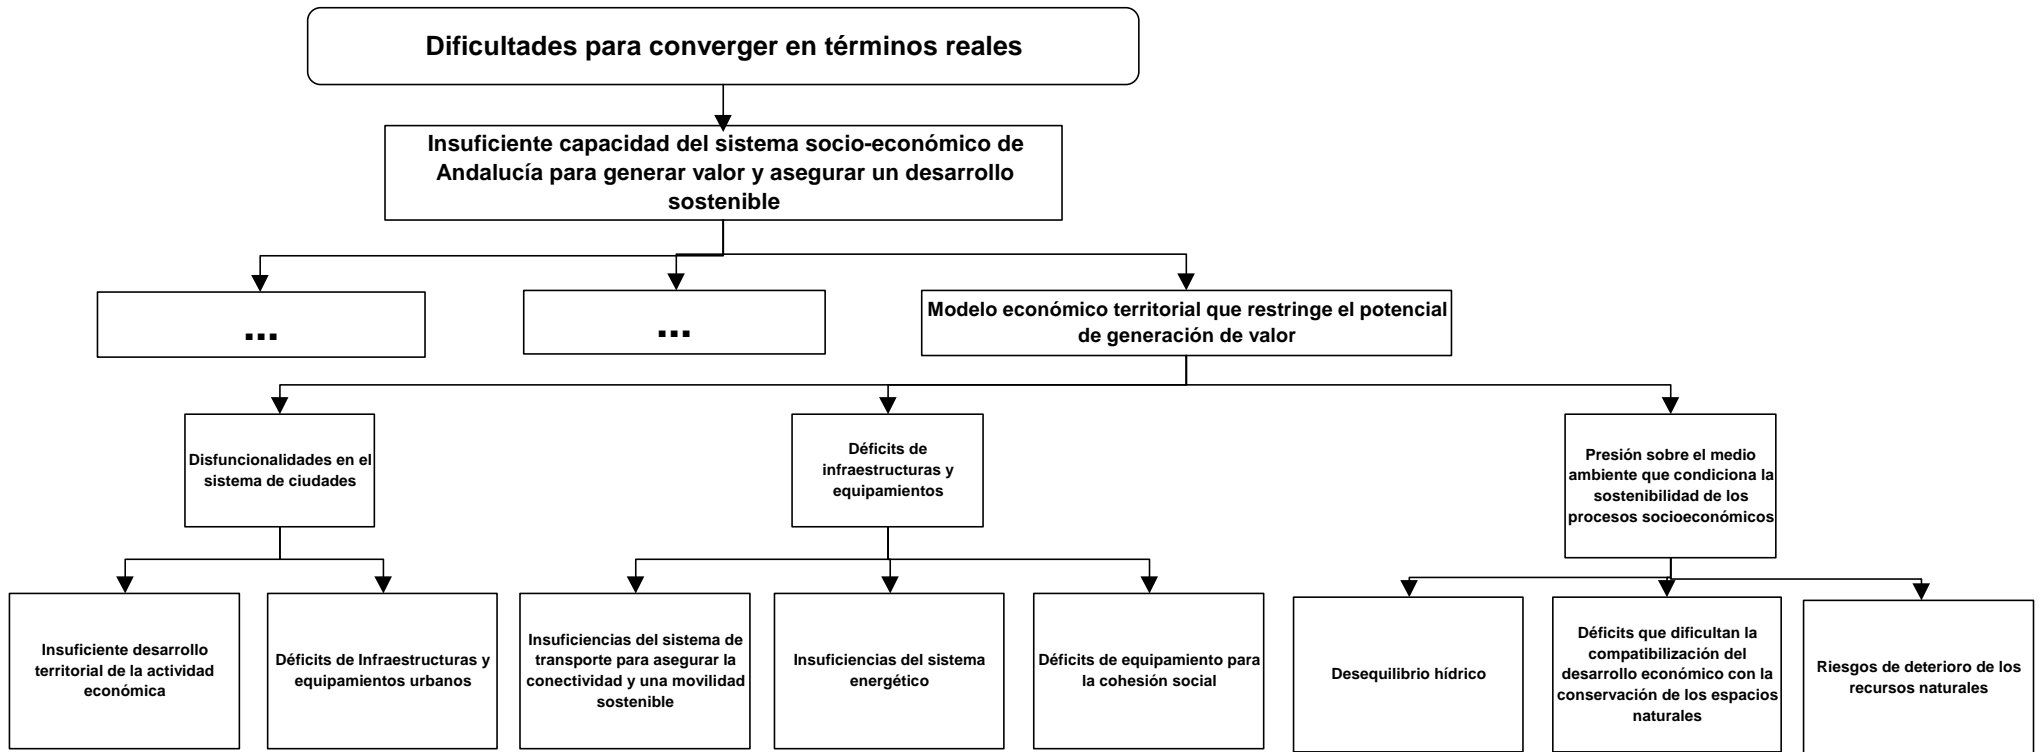 Dificultades para converger en términos reales
Insuficiente capacidad del sistema socio-económico de
Andalucía para generar valor y asegurar un desarrollo
sostenible
...
...
Modelo económico territorial que restringe el potencial
de generación de valor
Disfuncionalidades en el
sistema de ciudades
Déficits de
infraestructuras y
equipamientos
Presión sobre el medio
ambiente que condiciona la
sostenibilidad de los
procesos socioeconómicos
Insuficiente desarrollo
territorial de la actividad
económica
Déficits de Infraestructuras y
equipamientos urbanos
Insuficiencias del sistema de
transporte para asegurar la
conectividad y una movilidad
sostenible
Insuficiencias del sistema
energético
Déficits de equipamiento para
la cohesión social
Desequilibrio hídrico
Déficits que dificultan la
compatibilización del
desarrollo económico con la
conservación de los espacios
naturales
Riesgos de deterioro de los
recursos naturales